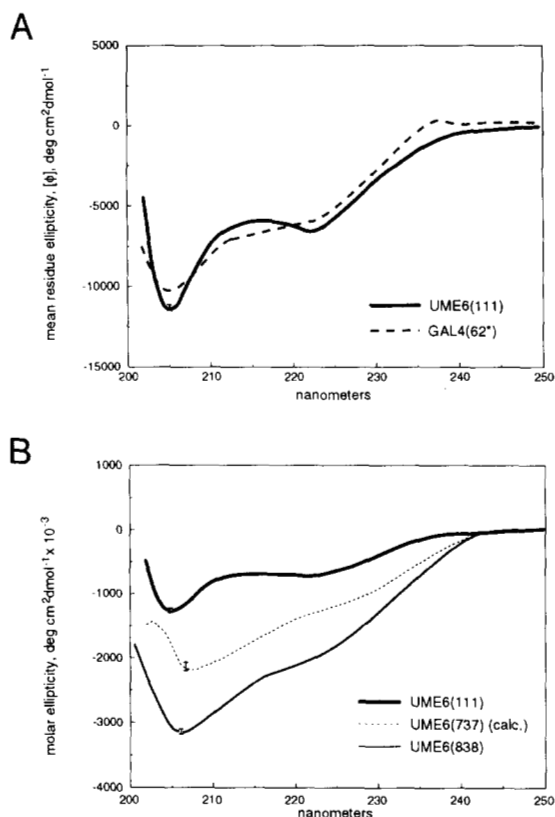 A
5000
0
-5000
-10000
-15000
mean residue ellipticity, [ϕ], deg cm²dmol⁻¹
UME6(111)
GAL4(62*)
200 210 220 230 240 250
nanometers
B
1000
0
-1000
-2000
-3000
-4000
molar ellipticity, deg cm²dmol⁻¹x 10⁻³
UME6(111)
UME6(737) (calc.)
UME6(838)
200 210 220 230 240 250
nanometers